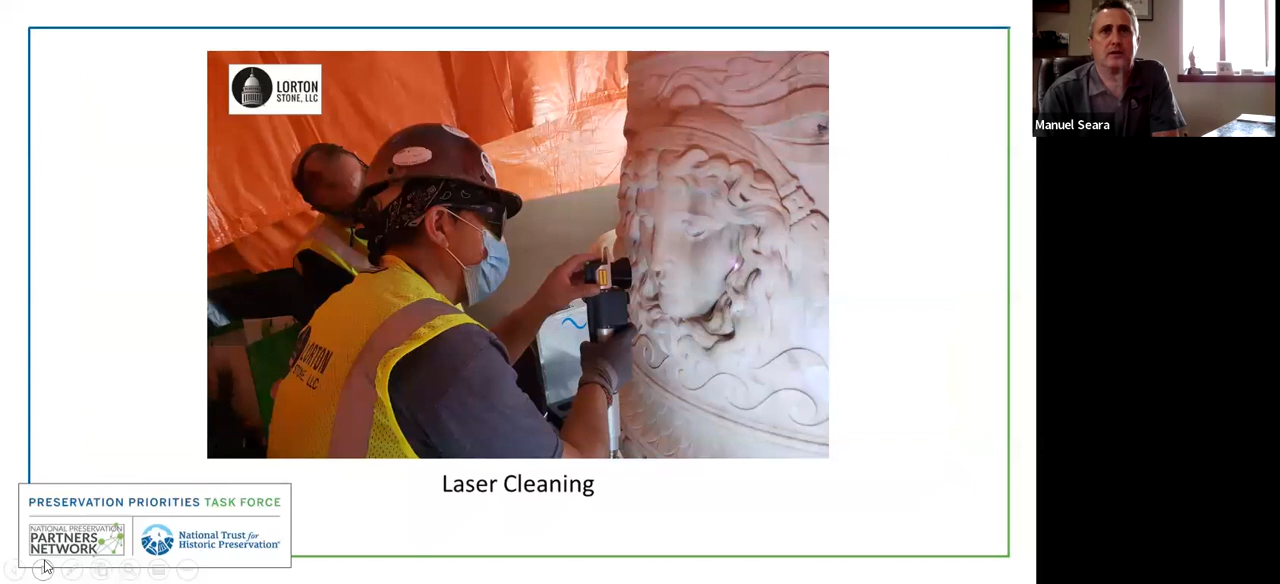 LORTON
STONE, LLC
LORTON
STONE LLC
Laser Cleaning
PRESERVATION PRIORITIES TASK FORCE
NATIONAL PRESERVATION
PARTNERS
NETWORK
National Trust for
Historic Preservation®
Manuel Seara